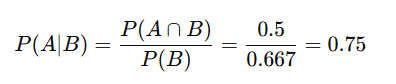 P(A|B) = P(A ∩ B) / P(B) = 0.5 / 0.667 = 0.75